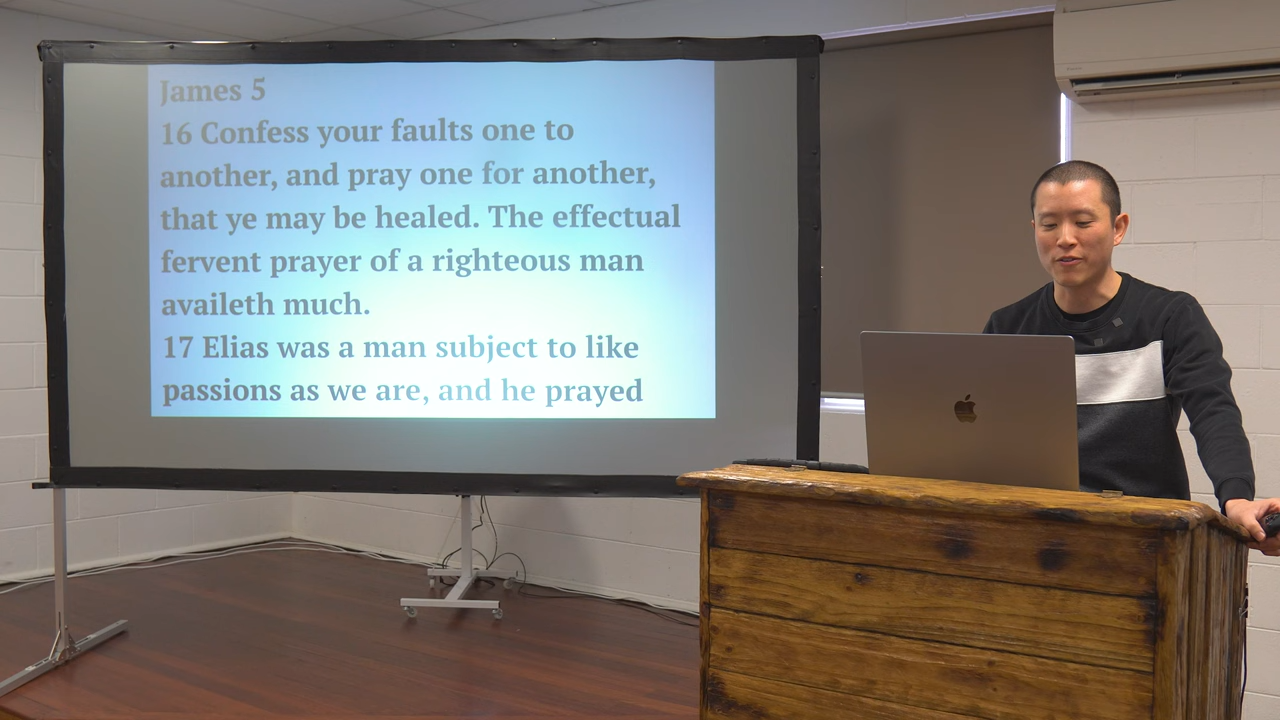 James 5
16 Confess your faults one to
another, and pray one for another,
that ye may be healed. The effectual
fervent prayer of a righteous man
availeth much.
17 Elias was a man subject to like
passions as we are, and he prayed